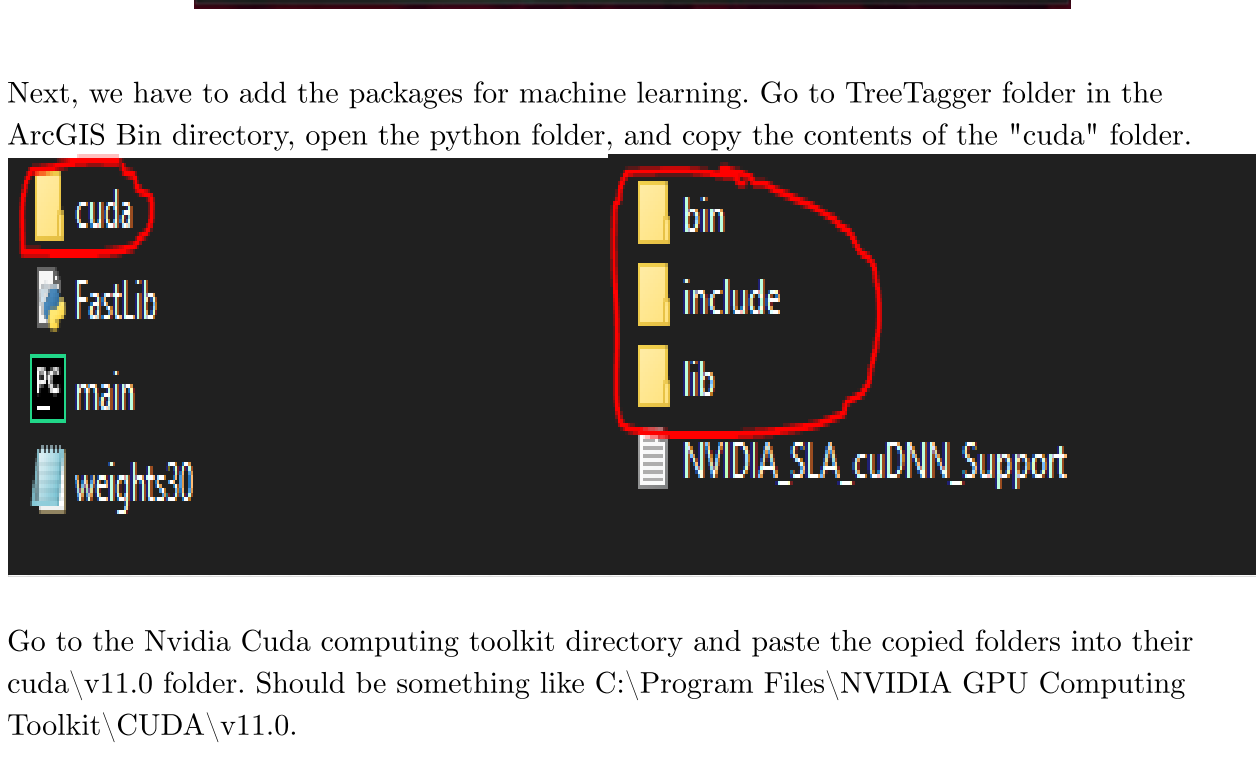 Next, we have to add the packages for machine learning. Go to TreeTagger folder in the
ArcGIS Bin directory, open the python folder, and copy the contents of the "cuda" folder.
cuda
FastLib
PC
main
weights30
bin
include
lib
NVIDIA_SLA_cuDNN_Support
Go to the Nvidia Cuda computing toolkit directory and paste the copied folders into their
cuda\v11.0 folder. Should be something like C:\Program Files\NVIDIA GPU Computing
Toolkit\CUDA\v11.0.